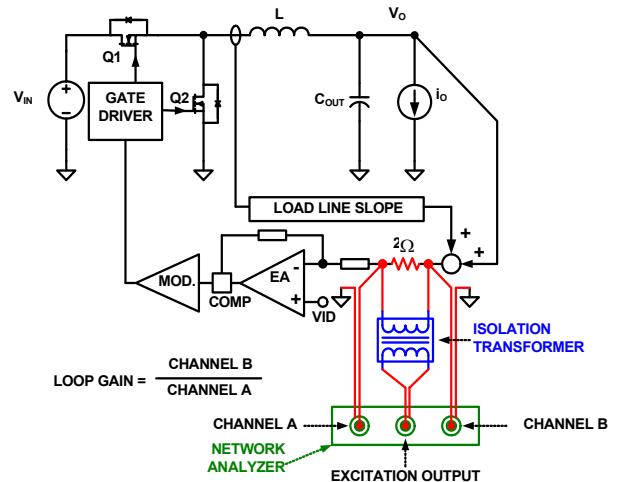 L
VO
Q1
VIN
+
−
GATE
DRIVER
Q2
COUT
iO
LOAD LINE SLOPE
+
+
2Ω
MOD.
COMP
EA
-
+
VID
ISOLATION
TRANSFORMER
LOOP GAIN = CHANNEL B
CHANNEL A
CHANNEL A
CHANNEL B
NETWORK
ANALYZER
EXCITATION OUTPUT